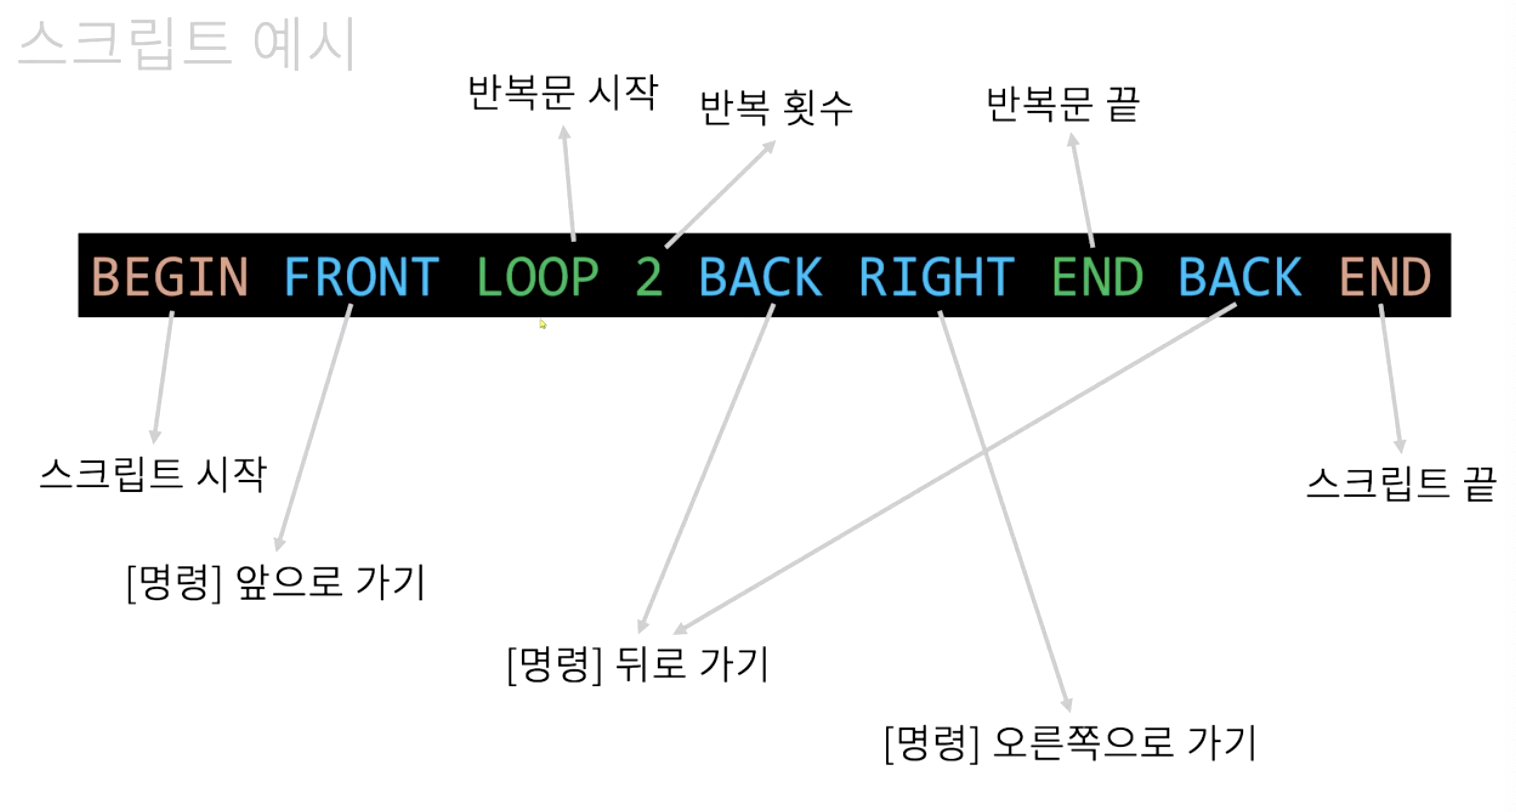 스크립트 예시
반복문 시작
반복 횟수
반복문 끝
BEGIN FRONT LOOP 2 BACK RIGHT END BACK END
스크립트 시작
스크립트 끝
[명령] 앞으로 가기
[명령] 뒤로 가기
[명령] 오른쪽으로 가기